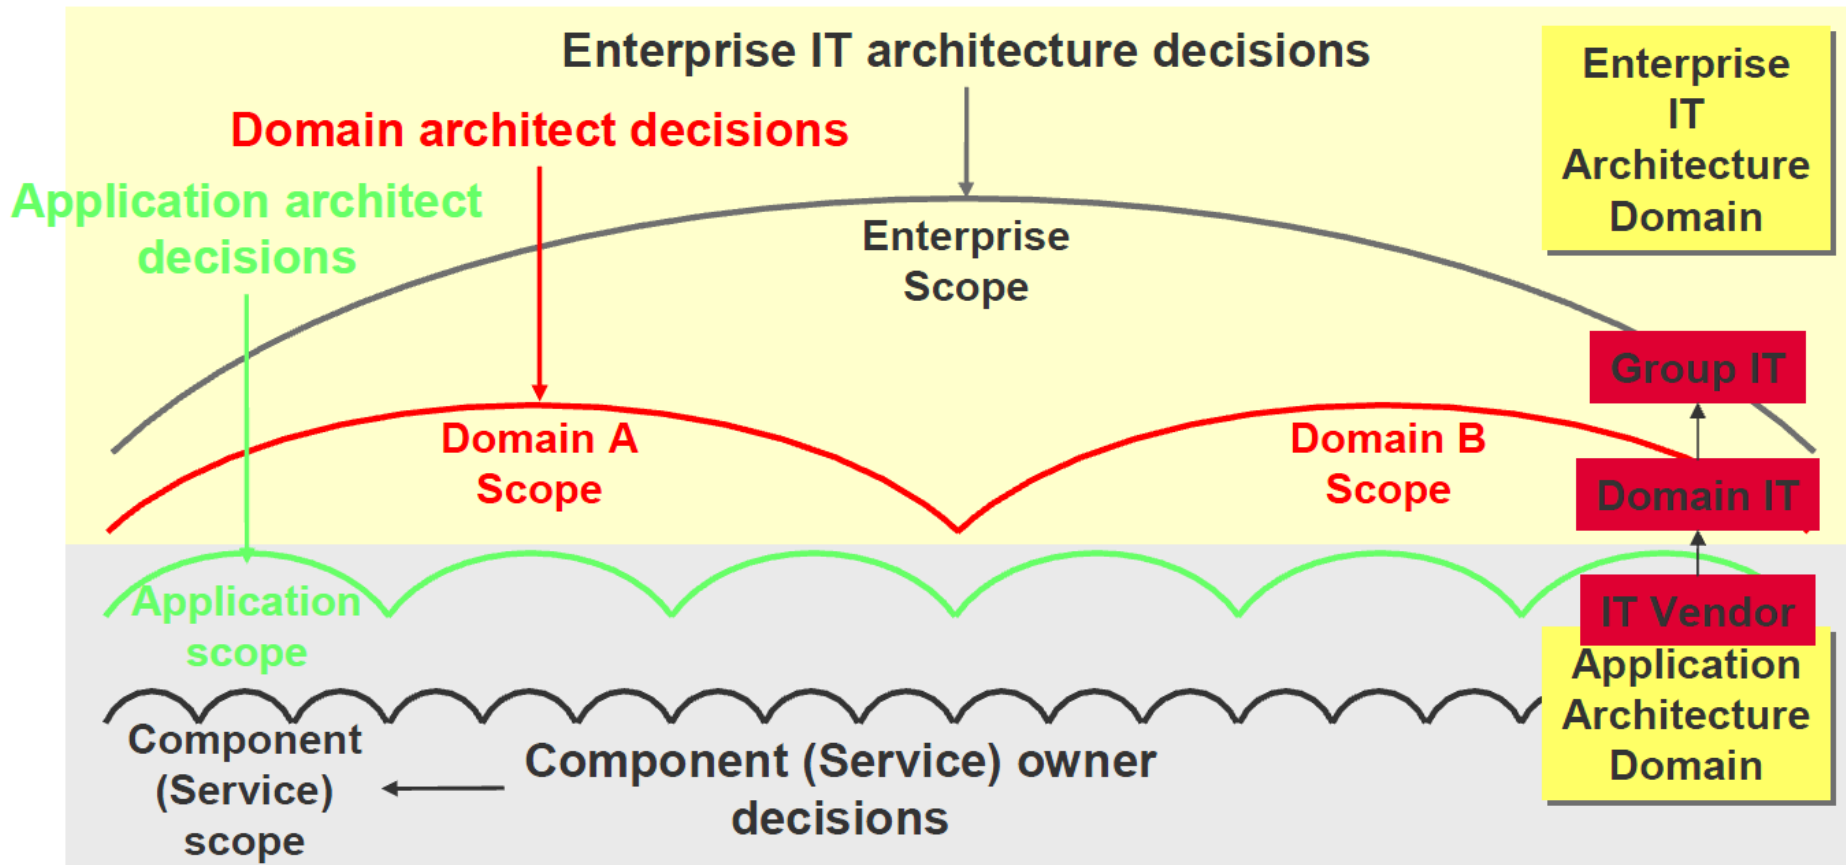 Enterprise IT architecture decisions
Domain architect decisions
Application architect
decisions
Enterprise
IT
Architecture
Domain
Enterprise
Scope
Group IT
Domain A
Scope
Domain B
Scope
Domain IT
Application
scope
IT Vendor
Application
Architecture
Domain
Component
(Service)
scope
Component (Service) owner
decisions